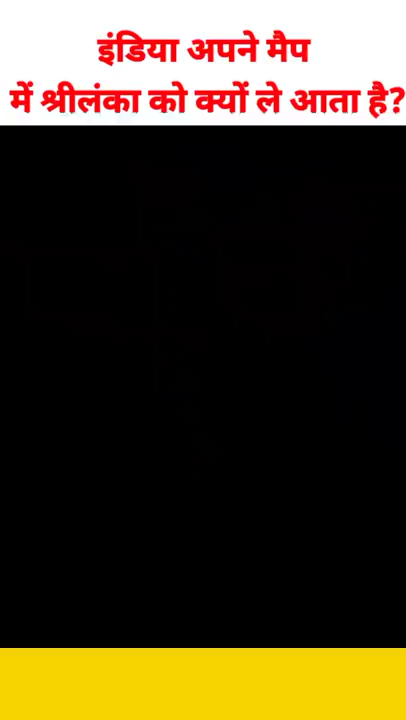 इंडिया अपने मैप
में श्रीलंका को क्यों ले आता है?